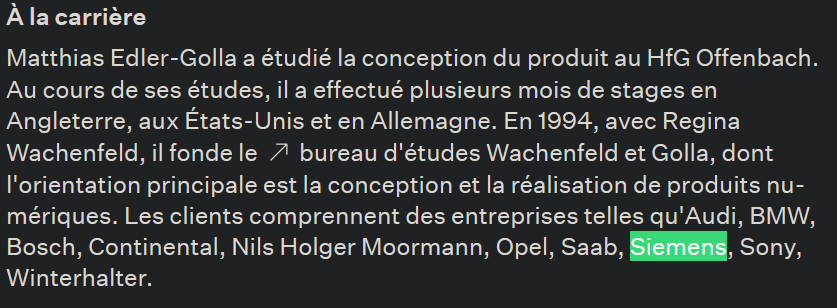 À la carrière
Matthias Edler-Golla a étudié la conception du produit au HfG Offenbach.
Au cours de ses études, il a effectué plusieurs mois de stages en
Angleterre, aux États-Unis et en Allemagne. En 1994, avec Regina
Wachenfeld, il fonde le ↗ bureau d'études Wachenfeld et Golla, dont
l'orientation principale est la conception et la réalisation de produits nu-
mériques. Les clients comprennent des entreprises telles qu'Audi, BMW,
Bosch, Continental, Nils Holger Moormann, Opel, Saab, Siemens, Sony,
Winterhalter.